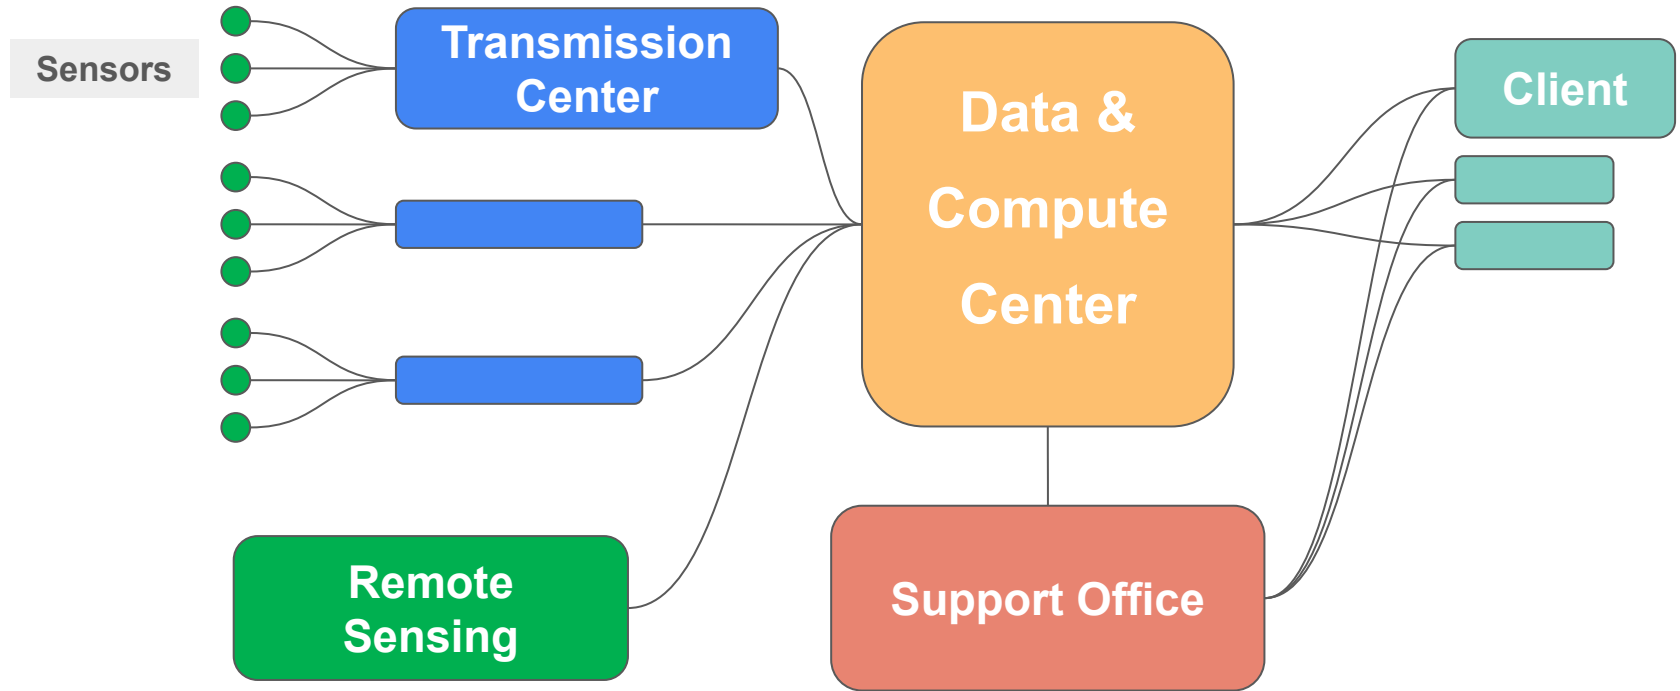 Sensors
Transmission
Center
Data &
Compute
Center
Client
Remote
Sensing
Support Office